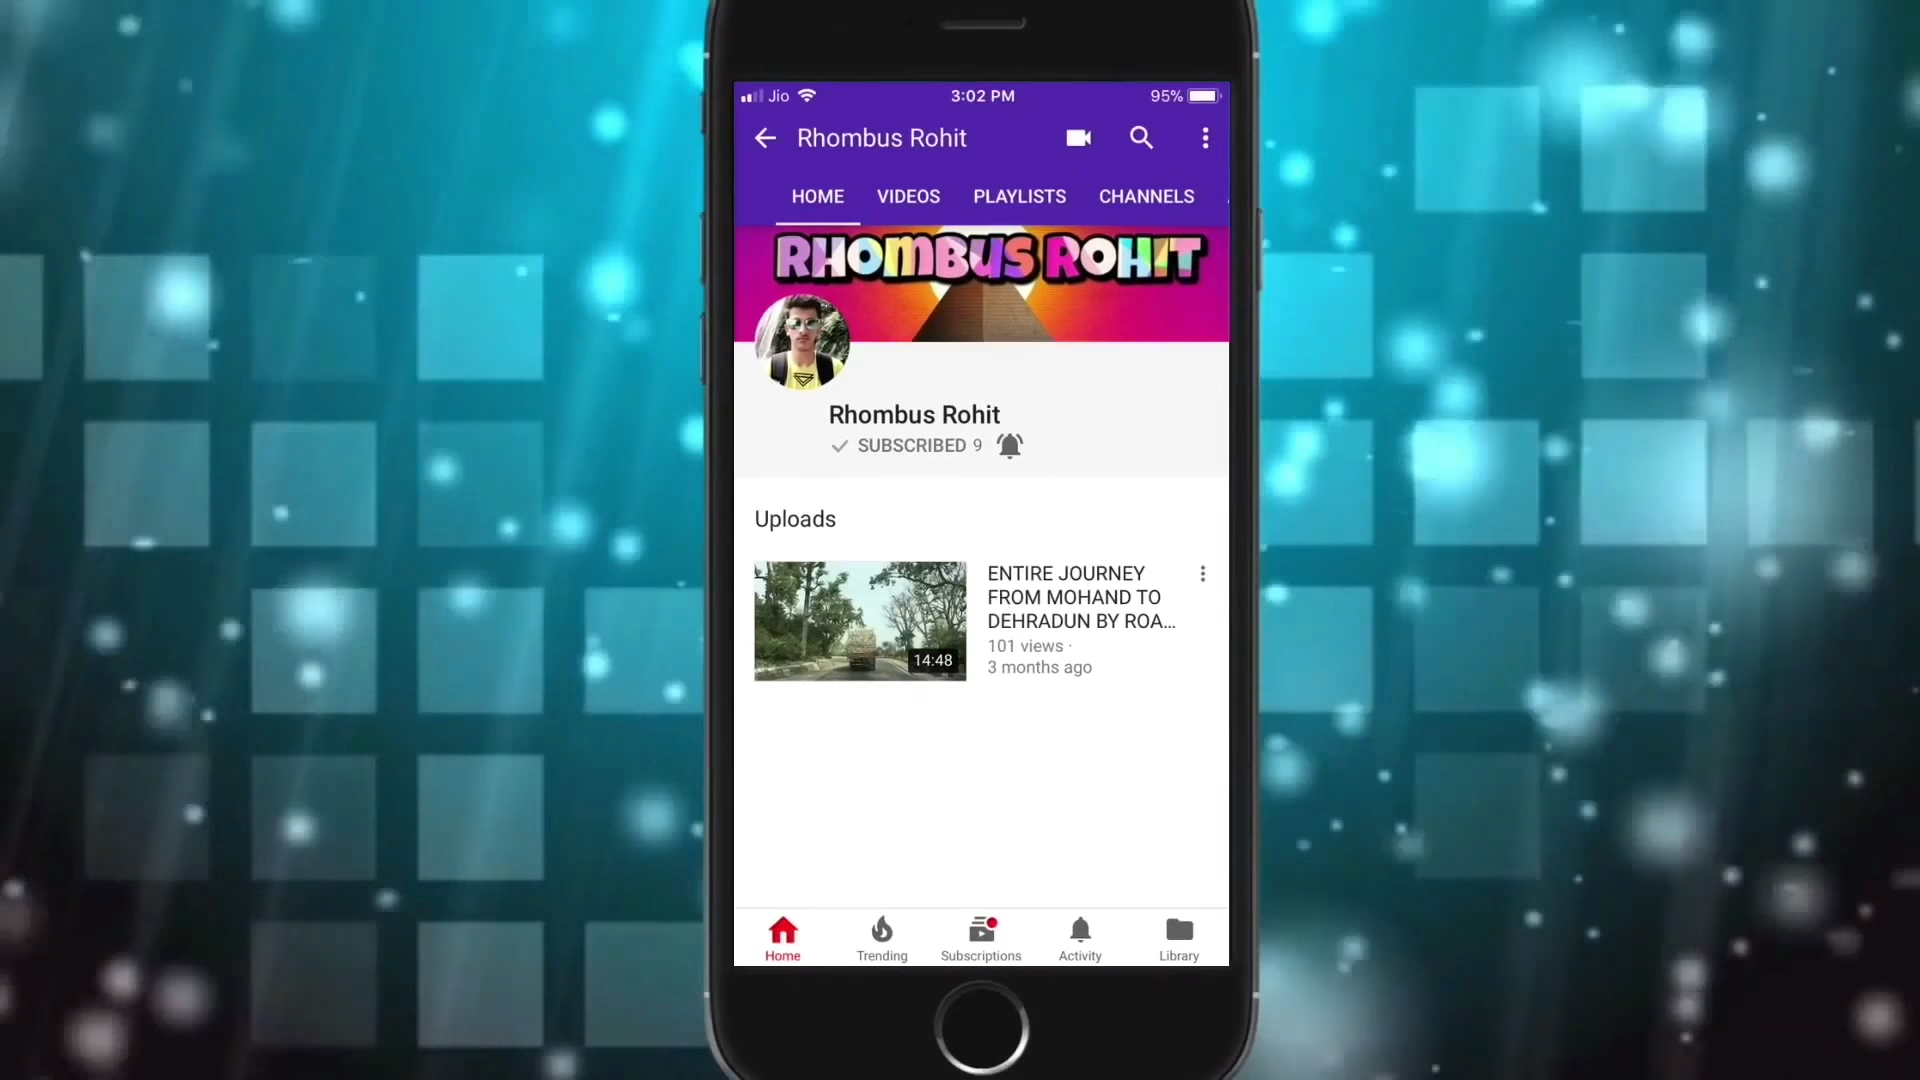 Jio 3:02 PM 95%
Rhombus Rohit
HOME VIDEOS PLAYLISTS CHANNELS
RHOMBUS ROHIT
Rhombus Rohit
SUBSCRIBED 9
Uploads
ENTIRE JOURNEY
FROM MOHAND TO
DEHRADUN BY ROA...
14:48
101 views ·
3 months ago
Home Trending Subscriptions Activity Library